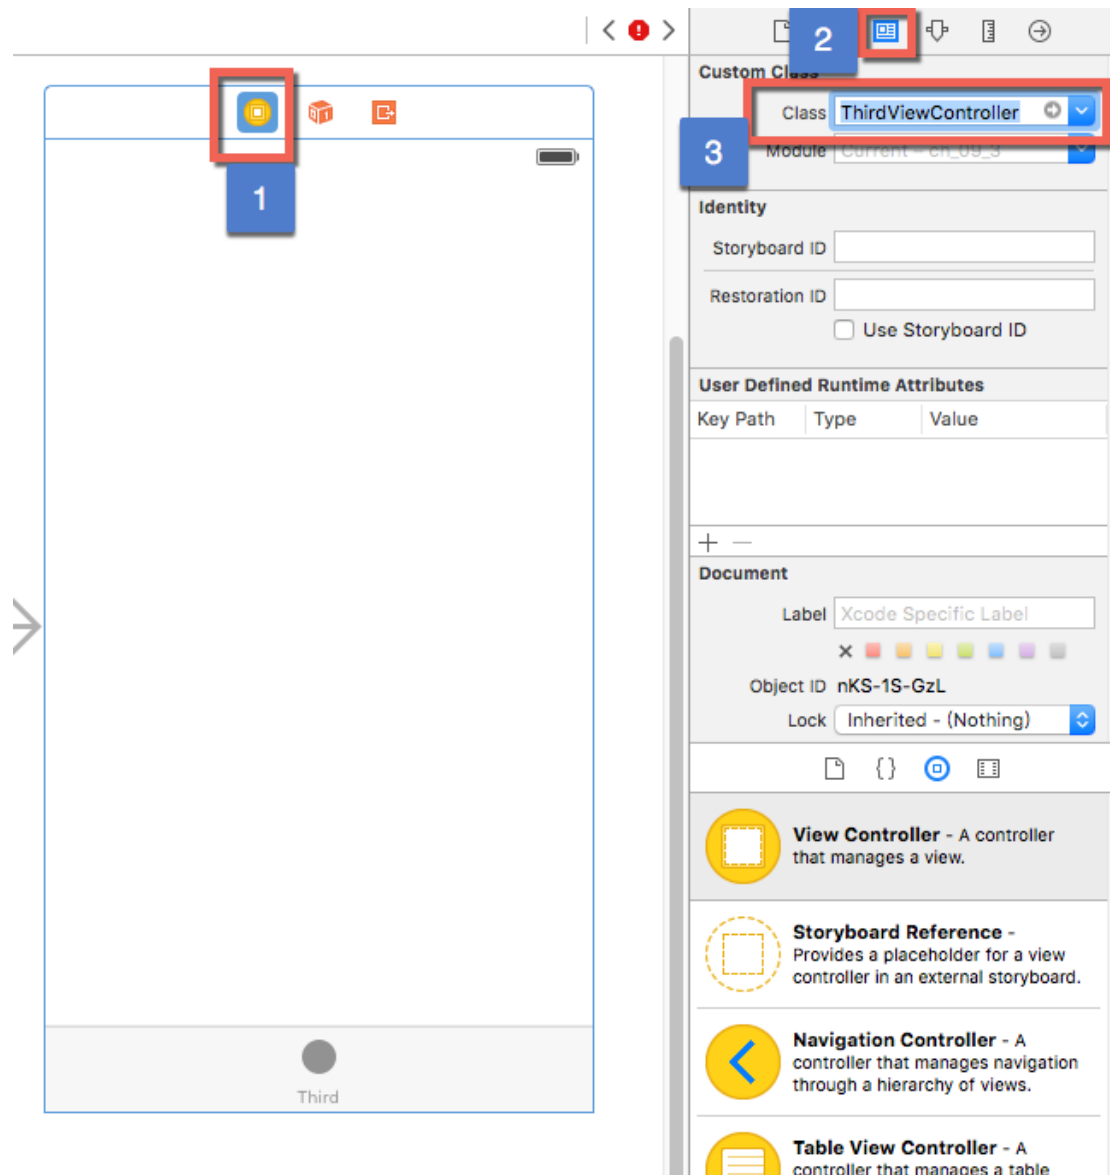 2
Custom Class
1
Class ThirdViewController
3
Module Current – ch_09_3
Identity
Storyboard ID
Restoration ID
Use Storyboard ID
User Defined Runtime Attributes
Key Path Type Value
Document
Label Xcode Specific Label
Object ID nKS-1S-GzL
Lock Inherited - (Nothing)
View Controller - A controller
that manages a view.
Storyboard Reference -
Provides a placeholder for a view
controller in an external storyboard.
Navigation Controller - A
controller that manages navigation
through a hierarchy of views.
Third
Table View Controller - A
controller that manages a table